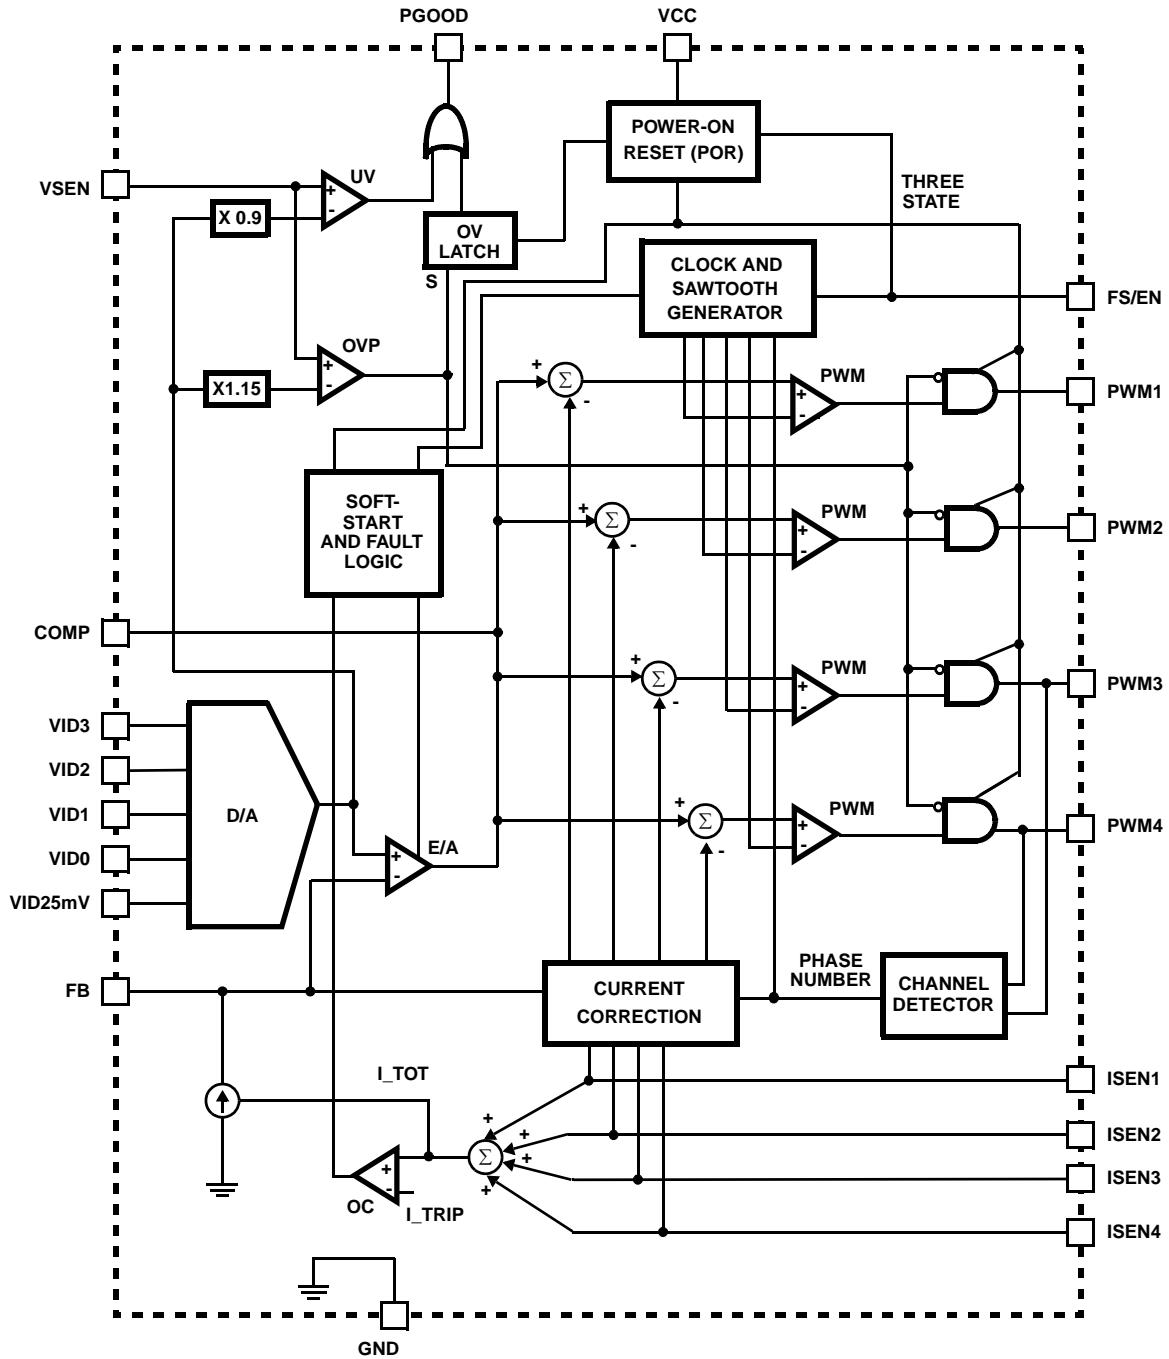 PGOOD
VCC
POWER-ON
RESET (POR)
VSEN
UV
+
-
X 0.9
THREE
STATE
OV
LATCH
S
CLOCK AND
SAWTOOTH
GENERATOR
FS/EN
OVP
+
-
X1.15
+
Σ
-
PWM
+
-
PWM1
SOFT-
START
AND FAULT
LOGIC
+
Σ
-
PWM
+
-
PWM2
COMP
+
Σ
-
PWM
+
-
PWM3
VID3
VID2
VID1
VID0
VID25mV
D/A
E/A
+
-
+
Σ
-
PWM
+
-
PWM4
FB
CURRENT
CORRECTION
PHASE
NUMBER
CHANNEL
DETECTOR
I_TOT
ISEN1
+
+
+
+
Σ
ISEN2
ISEN3
ISEN4
+
-
OC
I_TRIP
GND